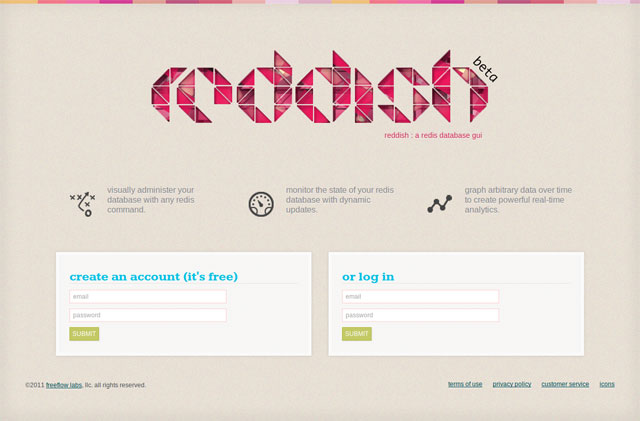 reddish
beta
reddish : a redis database gui
visually administer your
database with any redis
command.
monitor the state of your redis
database with dynamic
updates.
graph arbitrary data over time
to create powerful real-time
analytics.
create an account (it's free)
email
password
SUBMIT
or log in
email
password
SUBMIT
©2011 freeflow labs, llc. all rights reserved.
terms of use privacy policy customer service icons